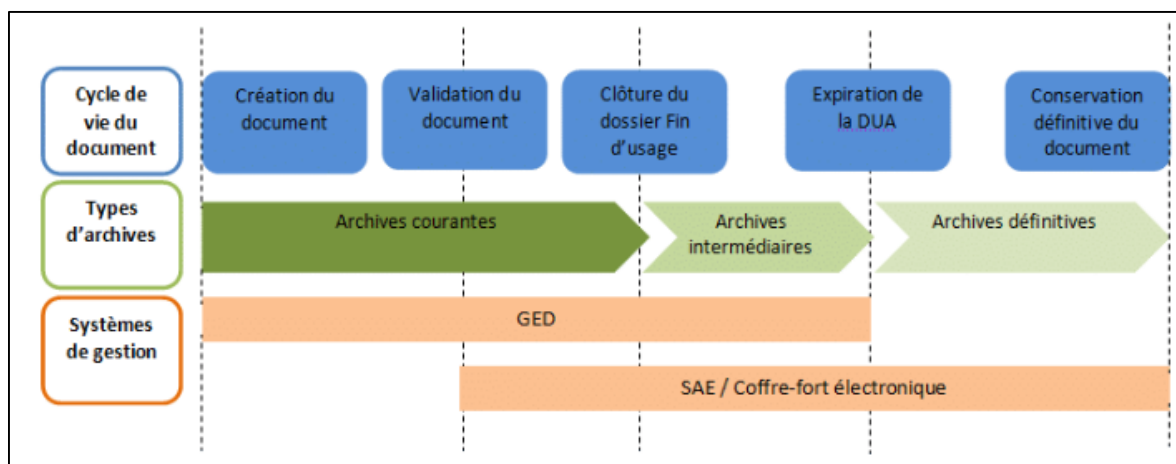 Cycle de
vie du
document
Création du
document
Validation du
document
Clôture du
dossier Fin
d'usage
Expiration de
la DUA
Conservation
définitive du
document
Types
d'archives
Archives courantes
Archives
intermédiaires
Archives définitives
Systèmes
de gestion
GED
SAE / Coffre-fort électronique